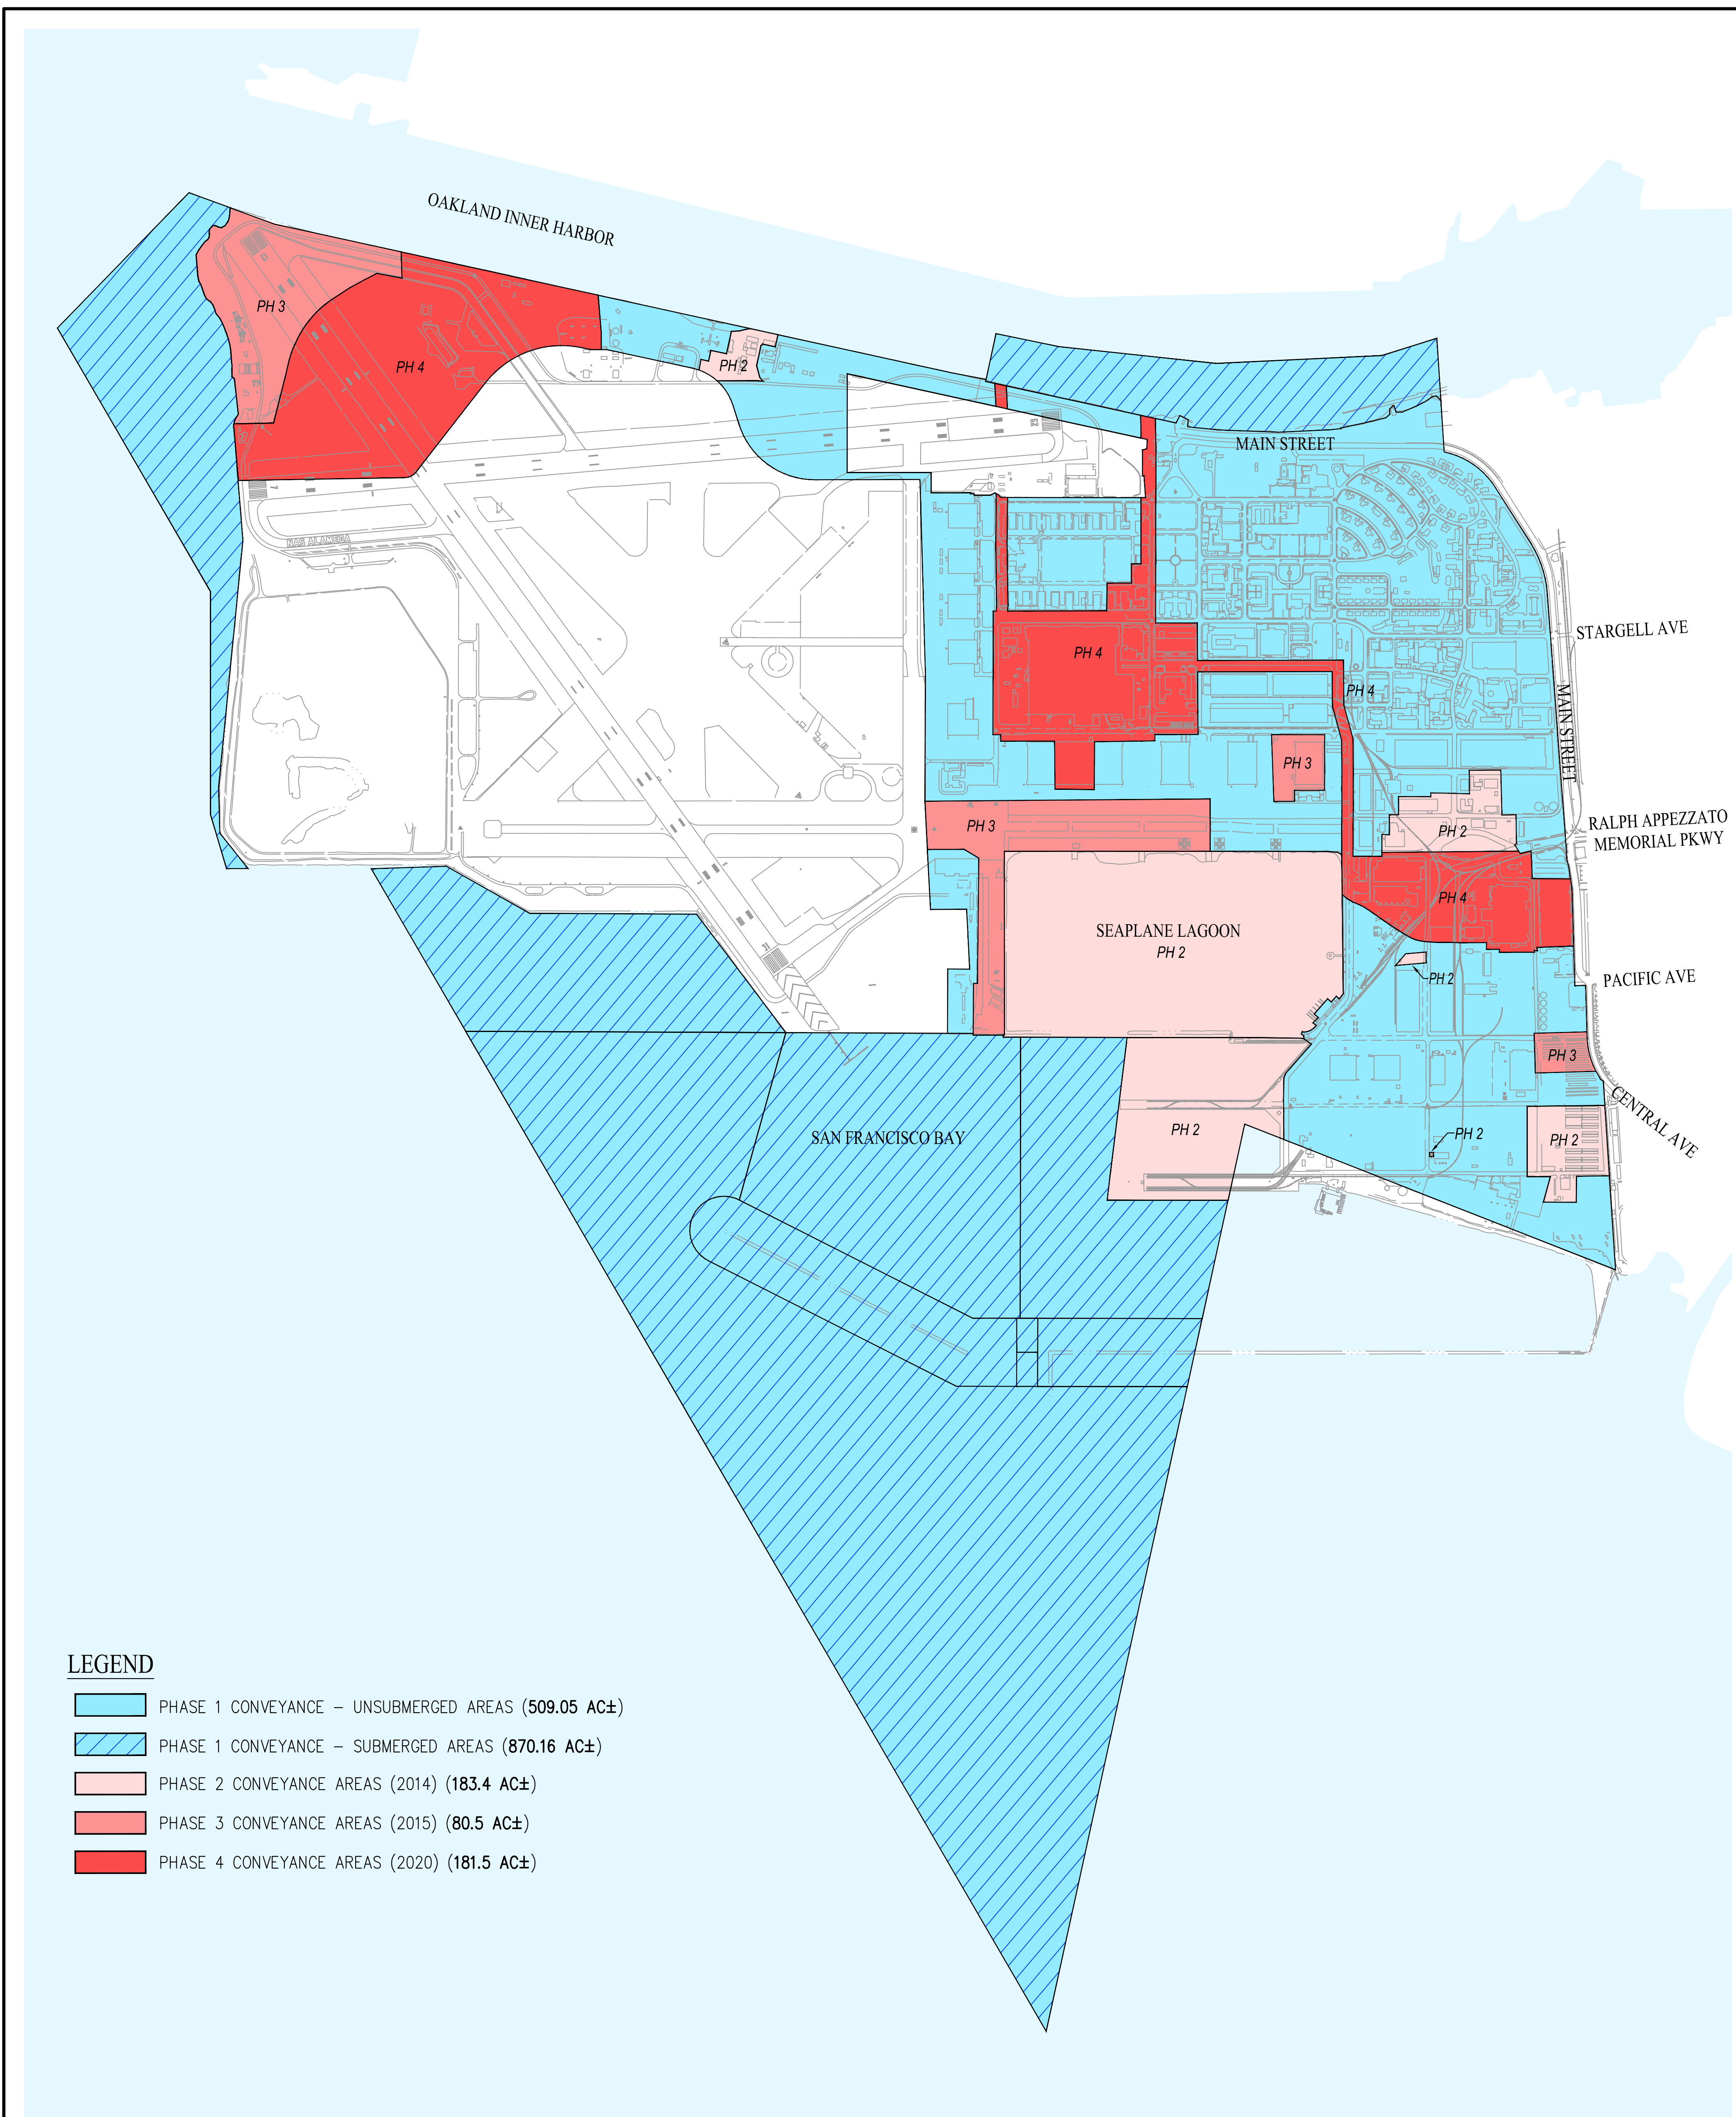 OAKLAND INNER HARBOR
PH 3
PH 4
PH 2
MAIN STREET
NAS ALAMEDA
STARGELL AVE
PH 4
PH 4
MAIN STREET
PH 3
PH 3
PH 2
RALPH APPEZZATO
MEMORIAL PKWY
PH 4
SEAPLANE LAGOON
PH 2
PH 2
PACIFIC AVE
PH 3
CENTRAL AVE
SAN FRANCISCO BAY
PH 2
PH 2
PH 2
LEGEND
PHASE 1 CONVEYANCE – UNSUBMERGED AREAS (509.05 AC±)
PHASE 1 CONVEYANCE – SUBMERGED AREAS (870.16 AC±)
PHASE 2 CONVEYANCE AREAS (2014) (183.4 AC±)
PHASE 3 CONVEYANCE AREAS (2015) (80.5 AC±)
PHASE 4 CONVEYANCE AREAS (2020) (181.5 AC±)